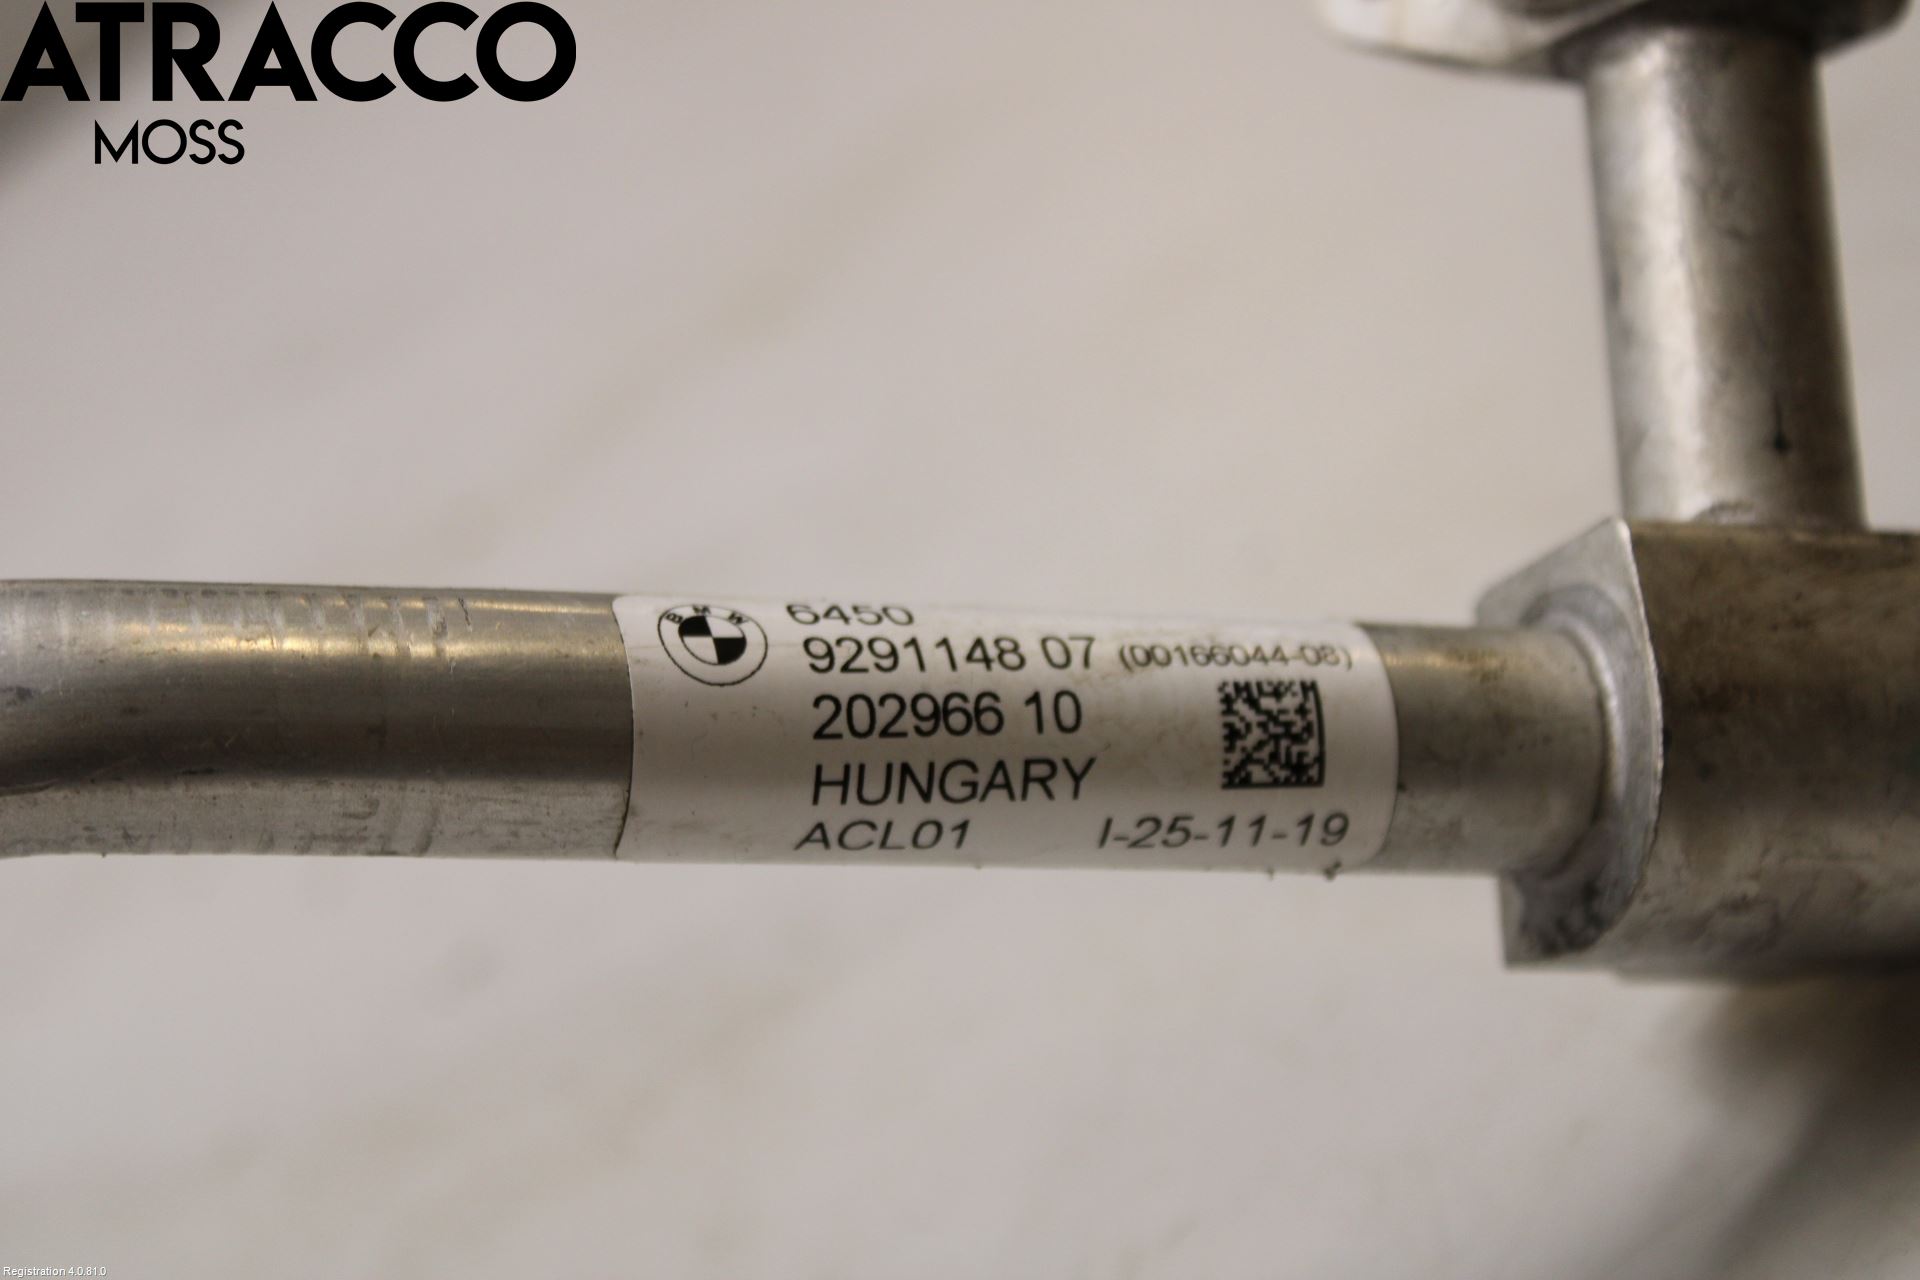 ATRACCO
MOSS
BMW
6450
9291148 07 (00166044-08)
202966 10
HUNGARY
ACL01 I-25-11-19
Registration 4.0.81.0